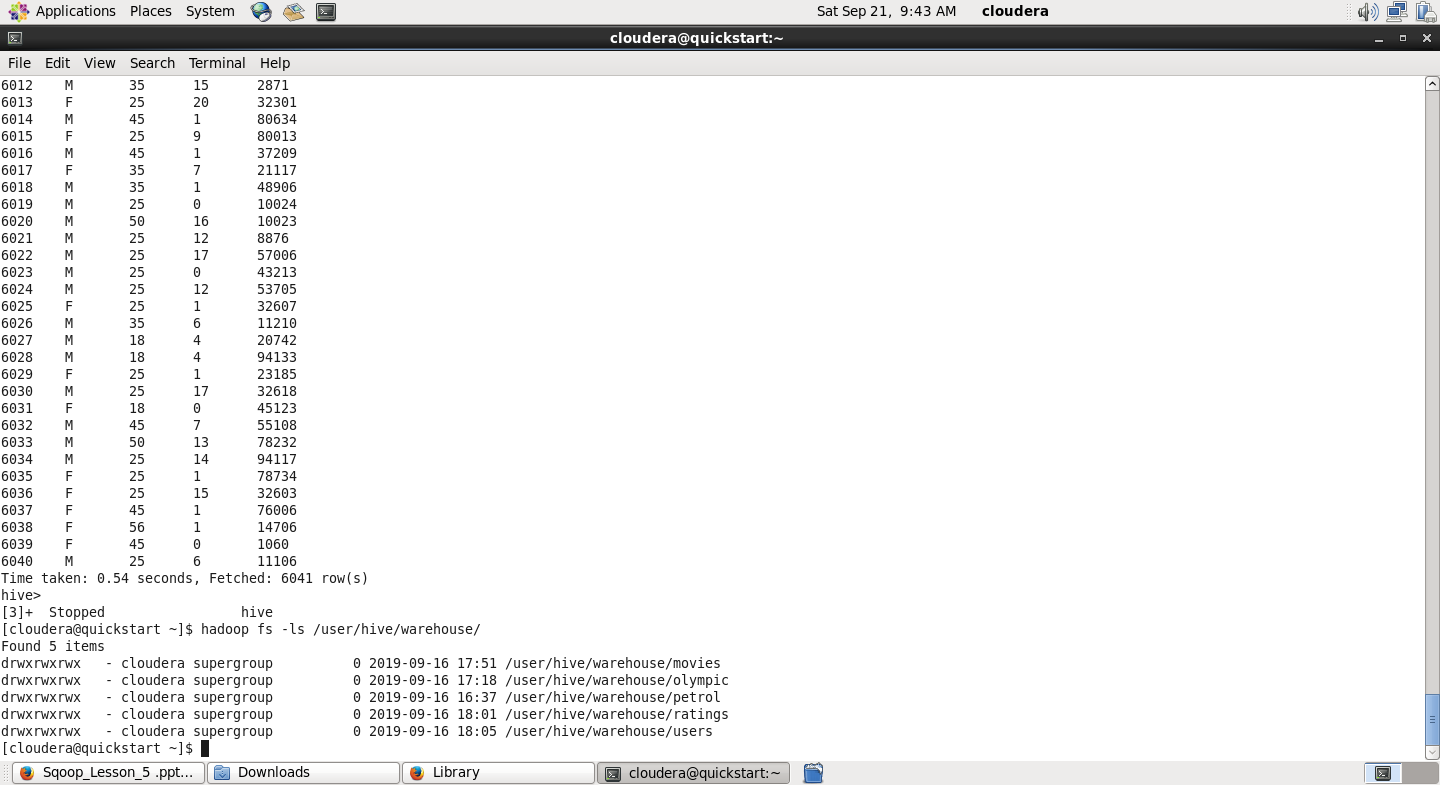 Applications Places System Sat Sep 21, 9:43 AM cloudera
cloudera@quickstart:~
File Edit View Search Terminal Help
6012 M 35 15 2871
6013 F 25 20 32301
6014 M 45 1 80634
6015 F 25 9 80013
6016 M 45 1 37209
6017 F 35 7 21117
6018 M 35 1 48906
6019 M 25 0 10024
6020 M 50 16 10023
6021 M 25 12 8876
6022 M 25 17 57006
6023 M 25 0 43213
6024 M 25 12 53705
6025 F 25 1 32607
6026 M 35 6 11210
6027 M 18 4 20742
6028 M 18 4 94133
6029 F 25 1 23185
6030 M 25 17 32618
6031 F 18 0 45123
6032 M 45 7 55108
6033 M 50 13 78232
6034 M 25 14 94117
6035 F 25 1 78734
6036 F 25 15 32603
6037 F 45 1 76006
6038 F 56 1 14706
6039 F 45 0 1060
6040 M 25 6 11106
Time taken: 0.54 seconds, Fetched: 6041 row(s)
hive>
[3]+ Stopped hive
[cloudera@quickstart ~]$ hadoop fs -ls /user/hive/warehouse/
Found 5 items
drwxrwxrwx - cloudera supergroup 0 2019-09-16 17:51 /user/hive/warehouse/movies
drwxrwxrwx - cloudera supergroup 0 2019-09-16 17:18 /user/hive/warehouse/olympic
drwxrwxrwx - cloudera supergroup 0 2019-09-16 16:37 /user/hive/warehouse/petrol
drwxrwxrwx - cloudera supergroup 0 2019-09-16 18:01 /user/hive/warehouse/ratings
drwxrwxrwx - cloudera supergroup 0 2019-09-16 18:05 /user/hive/warehouse/users
[cloudera@quickstart ~]$
Sqoop_Lesson_5 .ppt... Downloads Library cloudera@quickstart:~